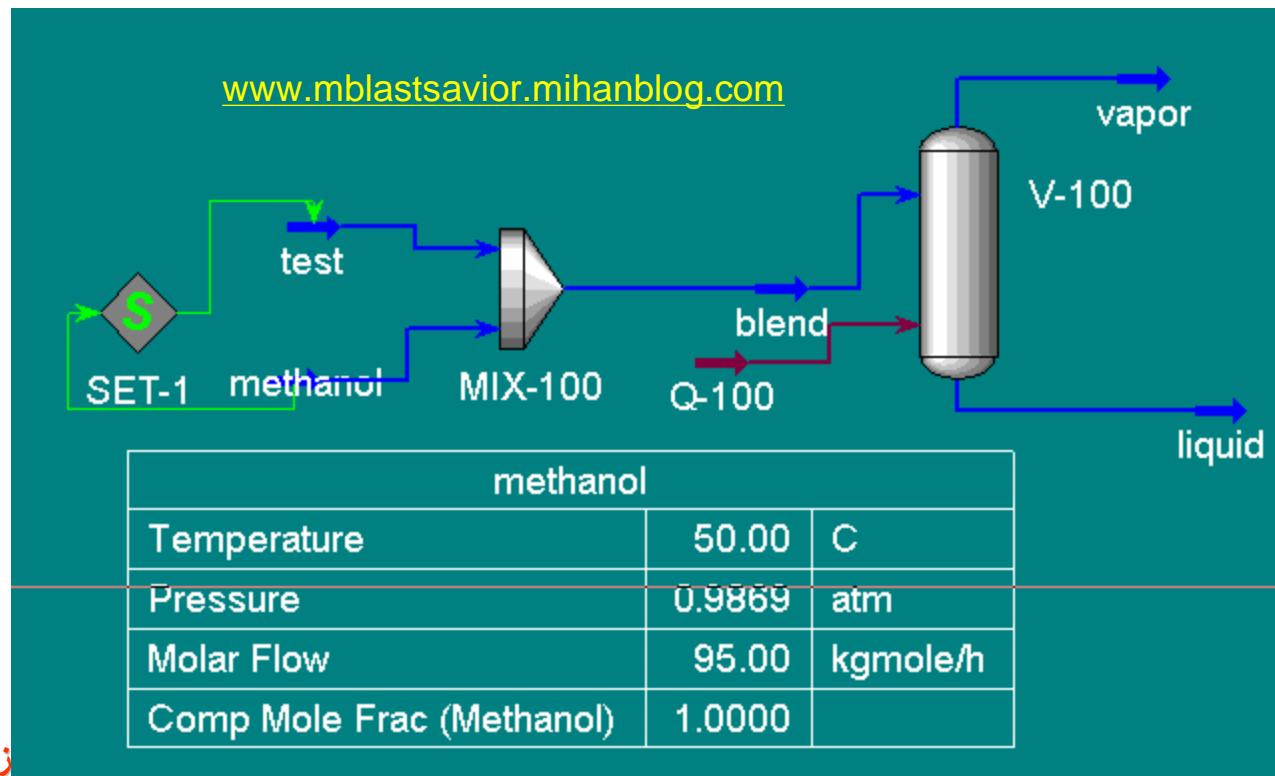 www.mblastsavior.mihanblog.com
vapor
V-100
test
S
blend
SET-1
methanol
MIX-100
Q-100
liquid
methanol
Temperature 50.00 C
Pressure 0.9869 atm
Molar Flow 95.00 kgmole/h
Comp Mole Frac (Methanol) 1.0000